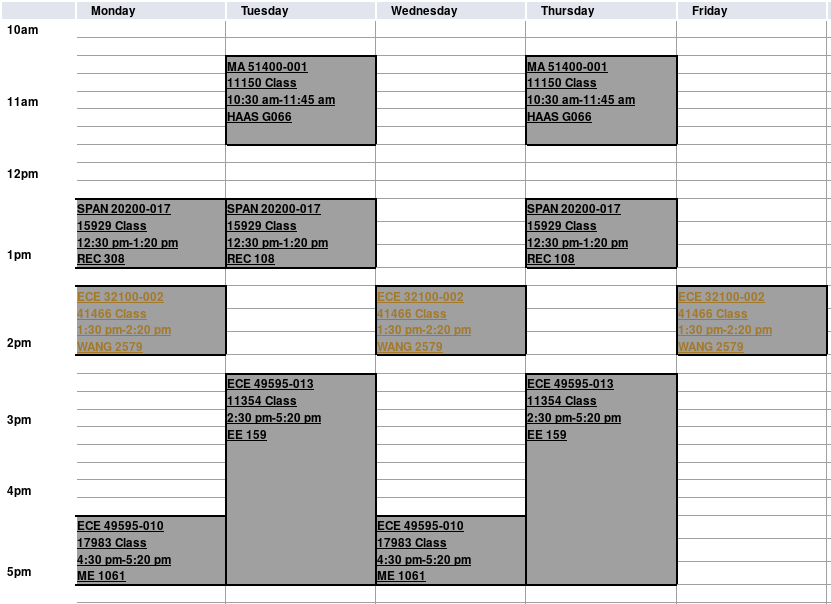 Monday Tuesday Wednesday Thursday Friday
10am
MA 51400-001 MA 51400-001
11150 Class 11150 Class
11am
10:30 am-11:45 am 10:30 am-11:45 am
HAAS G066 HAAS G066
12pm
SPAN 20200-017 SPAN 20200-017 SPAN 20200-017
15929 Class 15929 Class 15929 Class
12:30 pm-1:20 pm 12:30 pm-1:20 pm 12:30 pm-1:20 pm
1pm
REC 308 REC 108 REC 108
ECE 32100-002 ECE 32100-002 ECE 32100-002
41466 Class 41466 Class 41466 Class
1:30 pm-2:20 pm 1:30 pm-2:20 pm 1:30 pm-2:20 pm
2pm
WANG 2579 WANG 2579 WANG 2579
ECE 49595-013 ECE 49595-013
11354 Class 11354 Class
3pm
2:30 pm-5:20 pm 2:30 pm-5:20 pm
EE 159 EE 159
4pm
ECE 49595-010 ECE 49595-010
17983 Class 17983 Class
4:30 pm-5:20 pm 4:30 pm-5:20 pm
5pm
ME 1061 ME 1061